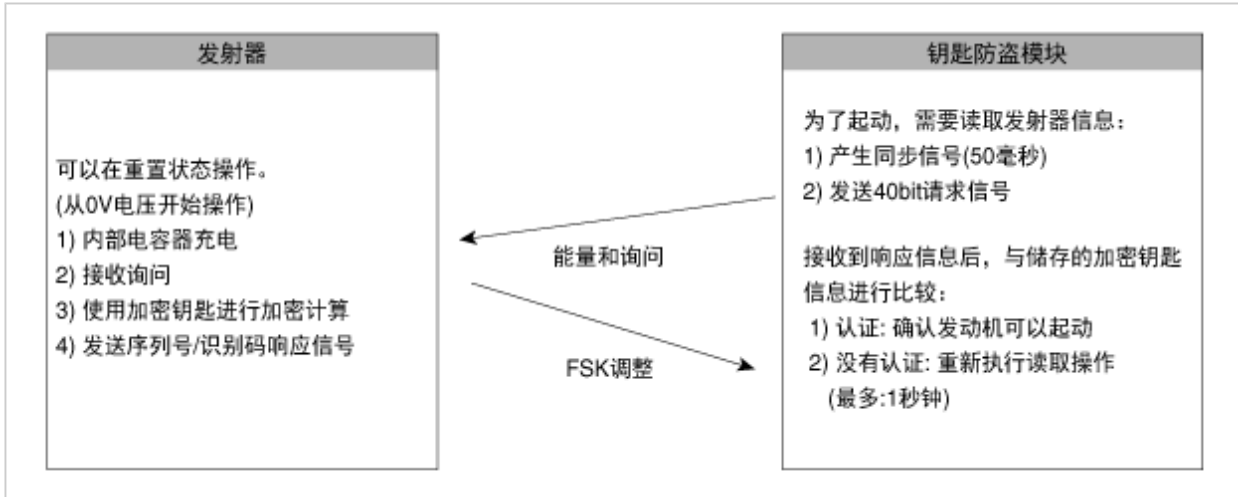 发射器
可以在重置状态操作。
(从0V电压开始操作)
1) 内部电容器充电
2) 接收询问
3) 使用加密钥匙进行加密计算
4) 发送序列号/识别码响应信号
能量和询问
FSK调整
钥匙防盗模块
为了起动，需要读取发射器信息：
1) 产生同步信号(50毫秒)
2) 发送40bit请求信号
接收到响应信息后，与储存的加密钥匙
信息进行比较：
1) 认证: 确认发动机可以起动
2) 没有认证: 重新执行读取操作
(最多:1秒钟)